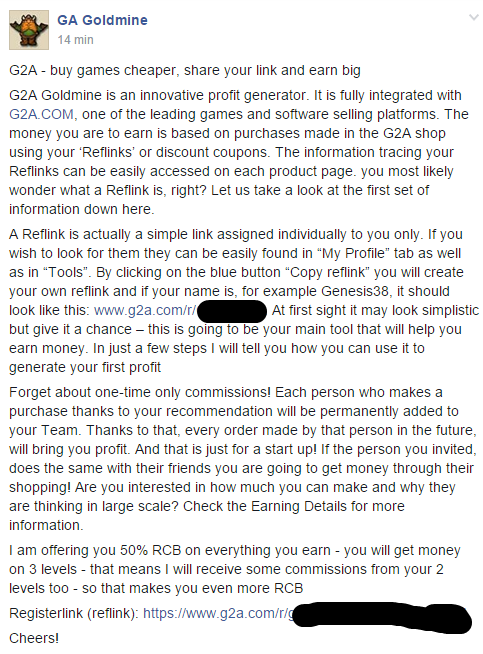 GA Goldmine
14 min
G2A - buy games cheaper, share your link and earn big
G2A Goldmine is an innovative profit generator. It is fully integrated with
G2A.COM, one of the leading games and software selling platforms. The
money you are to earn is based on purchases made in the G2A shop
using your ‘Reflinks’ or discount coupons. The information tracing your
Reflinks can be easily accessed on each product page. you most likely
wonder what a Reflink is, right? Let us take a look at the first set of
information down here.
A Reflink is actually a simple link assigned individually to you only. If you
wish to look for them they can be easily found in “My Profile” tab as well
as in “Tools”. By clicking on the blue button “Copy reflink” you will create
your own reflink and if your name is, for example Genesis38, it should
look like this: www.g2a.com/r/ At first sight it may look simplistic
but give it a chance – this is going to be your main tool that will help you
earn money. In just a few steps I will tell you how you can use it to
generate your first profit
Forget about one-time only commissions! Each person who makes a
purchase thanks to your recommendation will be permanently added to
your Team. Thanks to that, every order made by that person in the future,
will bring you profit. And that is just for a start up! If the person you invited,
does the same with their friends you are going to get money through their
shopping! Are you interested in how much you can make and why they
are thinking in large scale? Check the Earning Details for more
information.
I am offering you 50% RCB on everything you earn - you will get money
on 3 levels - that means I will receive some commissions from your 2
levels too - so that makes you even more RCB
Registerlink (reflink): https://www.g2a.com/r/g
Cheers!